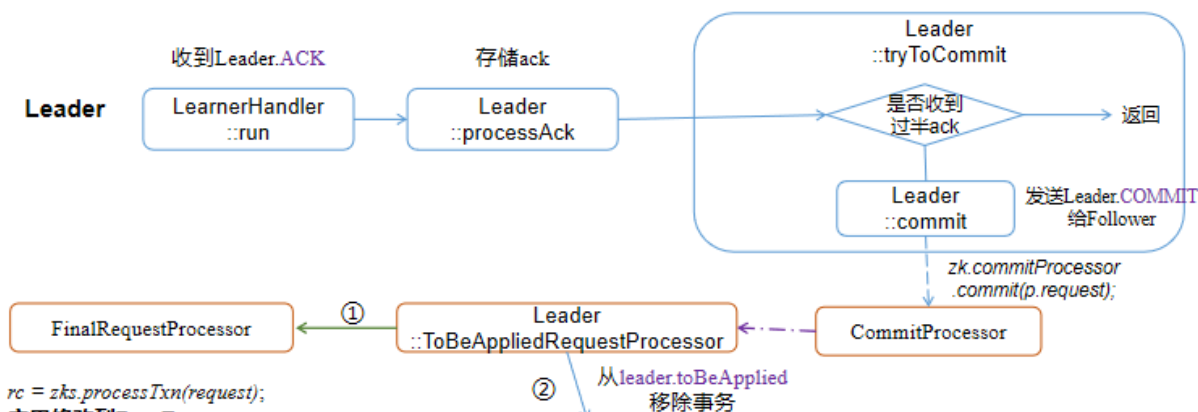 Leader
::tryToCommit
收到Leader.ACK
存储ack
Leader
LearnerHandler
::run
Leader
::processAck
是否收到
过半ack
返回
Leader
::commit
发送Leader.COMMIT
给Follower
zk.commitProcessor
.commit(p.request);
FinalRequestProcessor
①
Leader
::ToBeAppliedRequestProcessor
CommitProcessor
②
从leader.toBeApplied
移除事务
rc = zks.processTxn(request);